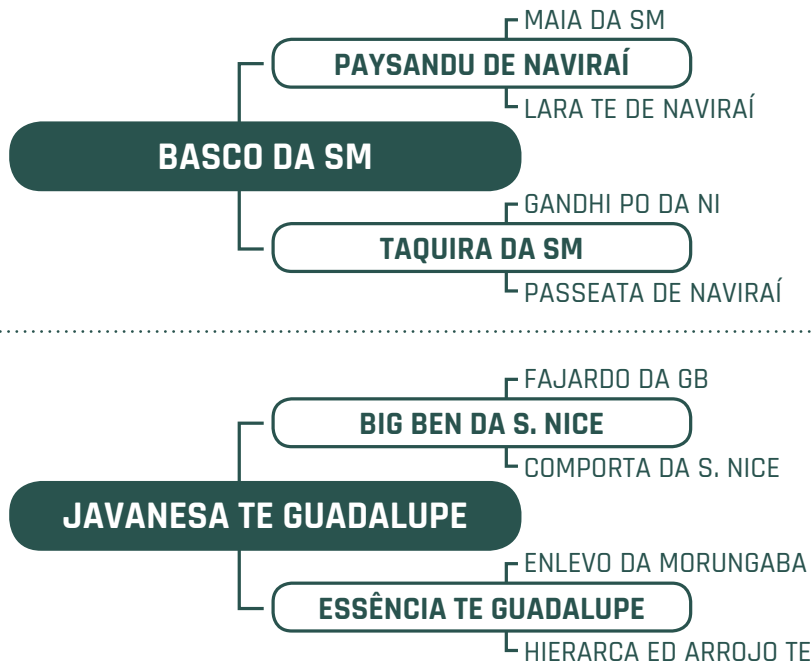 MAIA DA SM
PAYSANDU DE NAVIRAÍ
LARA TE DE NAVIRAÍ
BASCO DA SM
GANDHI PO DA NI
TAQUIRA DA SM
PASSEATA DE NAVIRAÍ
FAJARDO DA GB
BIG BEN DA S. NICE
COMPORTA DA S. NICE
JAVANESA TE GUADALUPE
ENLEVO DA MORUNGABA
ESSÊNCIA TE GUADALUPE
HIERARCA ED ARROJO TE